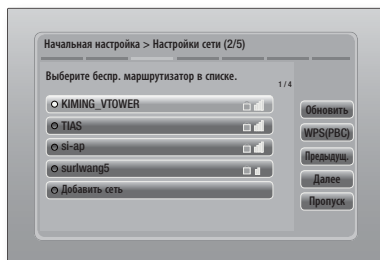 Начальная настройка > Настройки сети (2/5)
Выберите беспр. маршрутизатор в списке.
1/4
KIMING_VTOWER
TIAS
si-ap
surlwang5
Добавить сеть
Обновить
WPS(PBC)
Предыдущ.
Далее
Пропуск